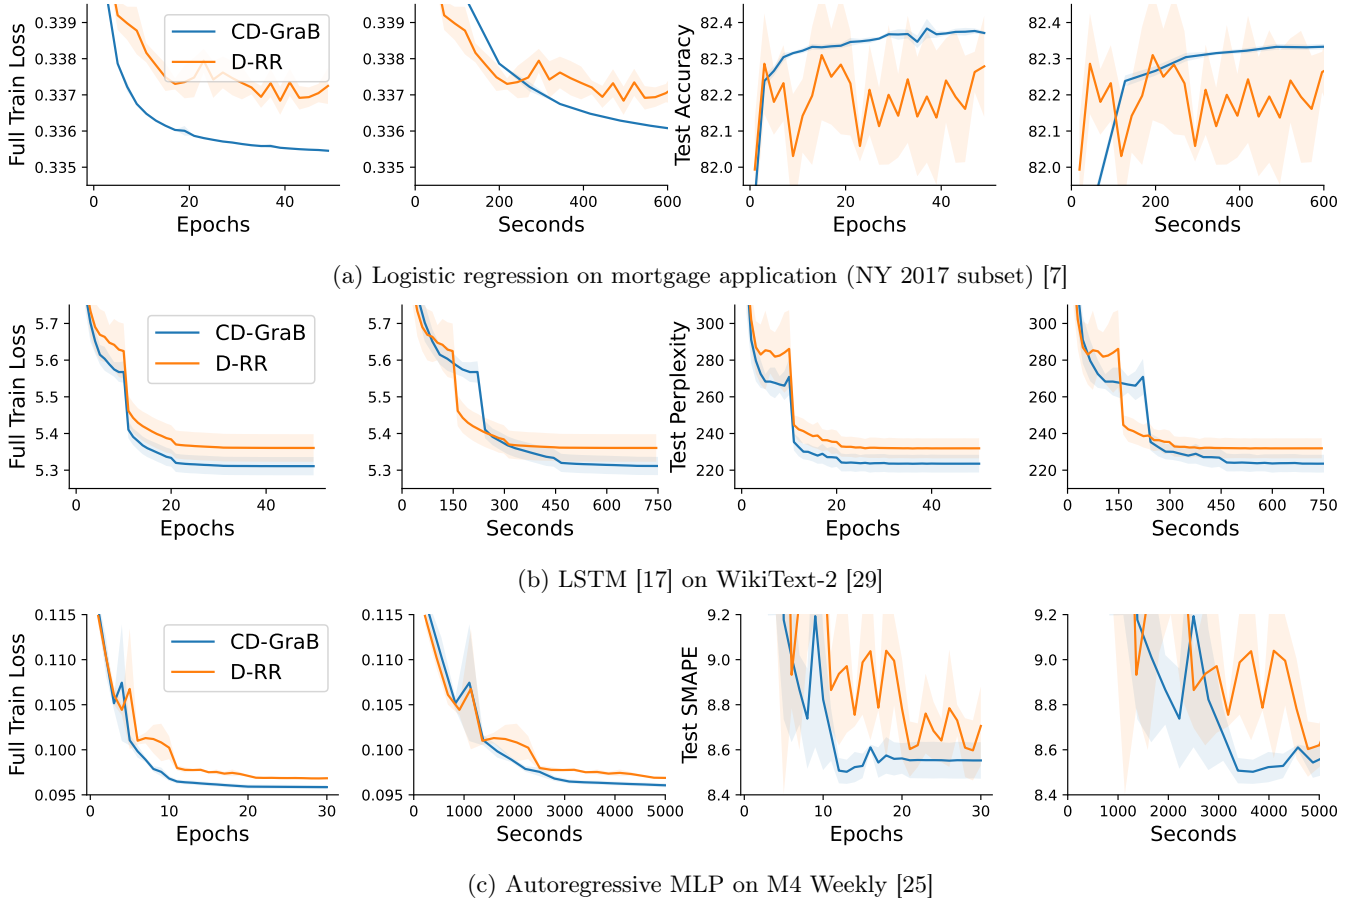 Full Train Loss
0.339
0.338
0.337
0.336
0.335
CD-GraB
D-RR
0 20 40
Epochs
0.339
0.338
0.337
0.336
0.335
0 200 400 600
Seconds
Test Accuracy
82.4
82.3
82.2
82.1
82.0
0 20 40
Epochs
82.4
82.3
82.2
82.1
82.0
0 200 400 600
Seconds
(a) Logistic regression on mortgage application (NY 2017 subset) [7]
Full Train Loss
5.7
5.6
5.5
5.4
5.3
CD-GraB
D-RR
0 20 40
Epochs
5.7
5.6
5.5
5.4
5.3
0 150 300 450 600 750
Seconds
Test Perplexity
300
280
260
240
220
0 20 40
Epochs
300
280
260
240
220
0 150 300 450 600 750
Seconds
(b) LSTM [17] on WikiText-2 [29]
Full Train Loss
0.115
0.110
0.105
0.100
0.095
CD-GraB
D-RR
0 10 20 30
Epochs
0.115
0.110
0.105
0.100
0.095
0 1000 2000 3000 4000 5000
Seconds
Test SMAPE
9.2
9.0
8.8
8.6
8.4
0 10 20 30
Epochs
9.2
9.0
8.8
8.6
8.4
0 1000 2000 3000 4000 5000
Seconds
(c) Autoregressive MLP on M4 Weekly [25]